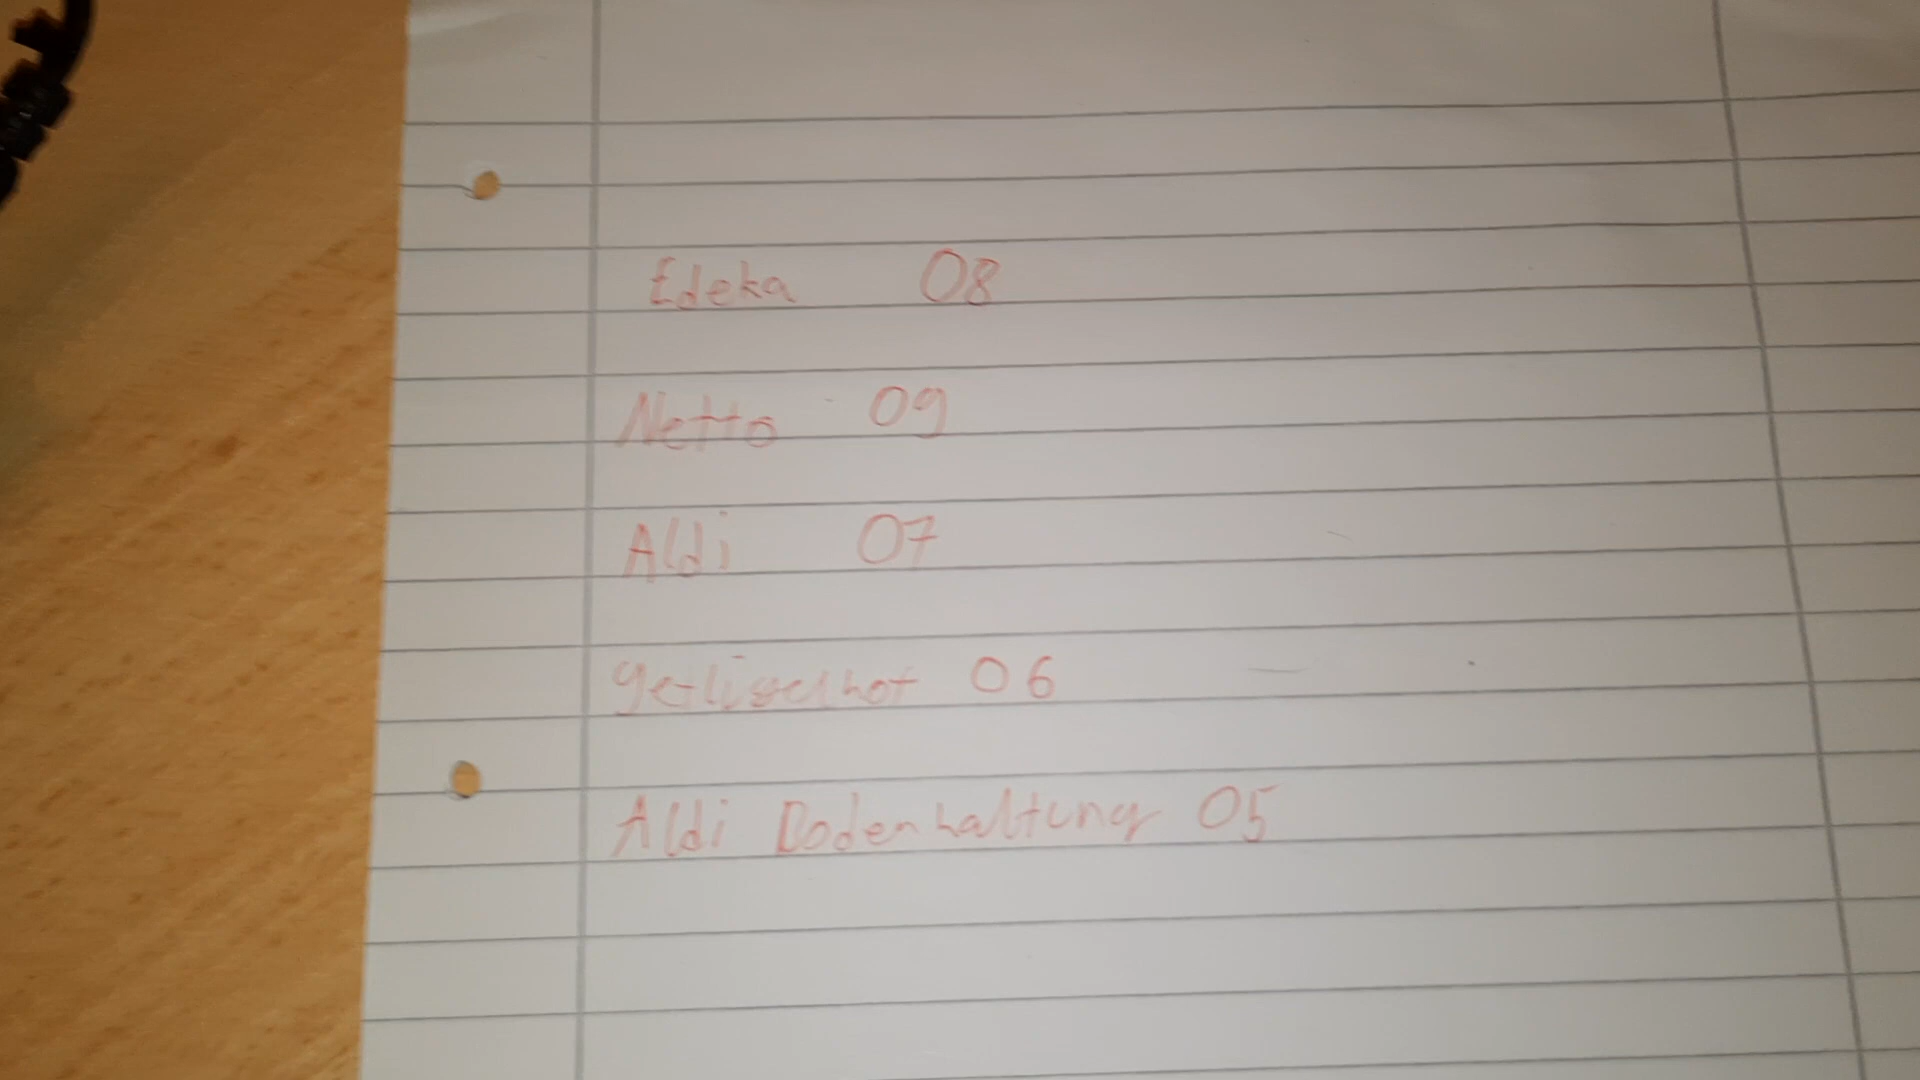 Edeka 08
Netto 09
Aldi 07
geflügelhof 06
Aldi Bodenhaltung 05